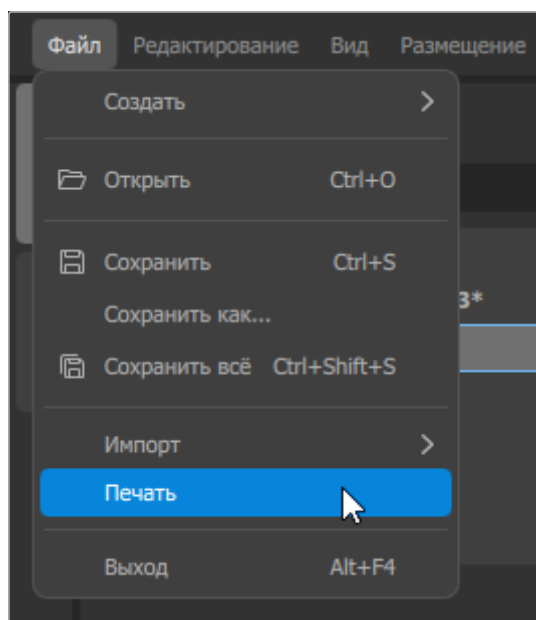 Файл Редактирование Вид Размещение
Создать
Открыть Ctrl+O
Сохранить Ctrl+S
3*
Сохранить как...
Сохранить всё Ctrl+Shift+S
Импорт
Печать
Выход Alt+F4